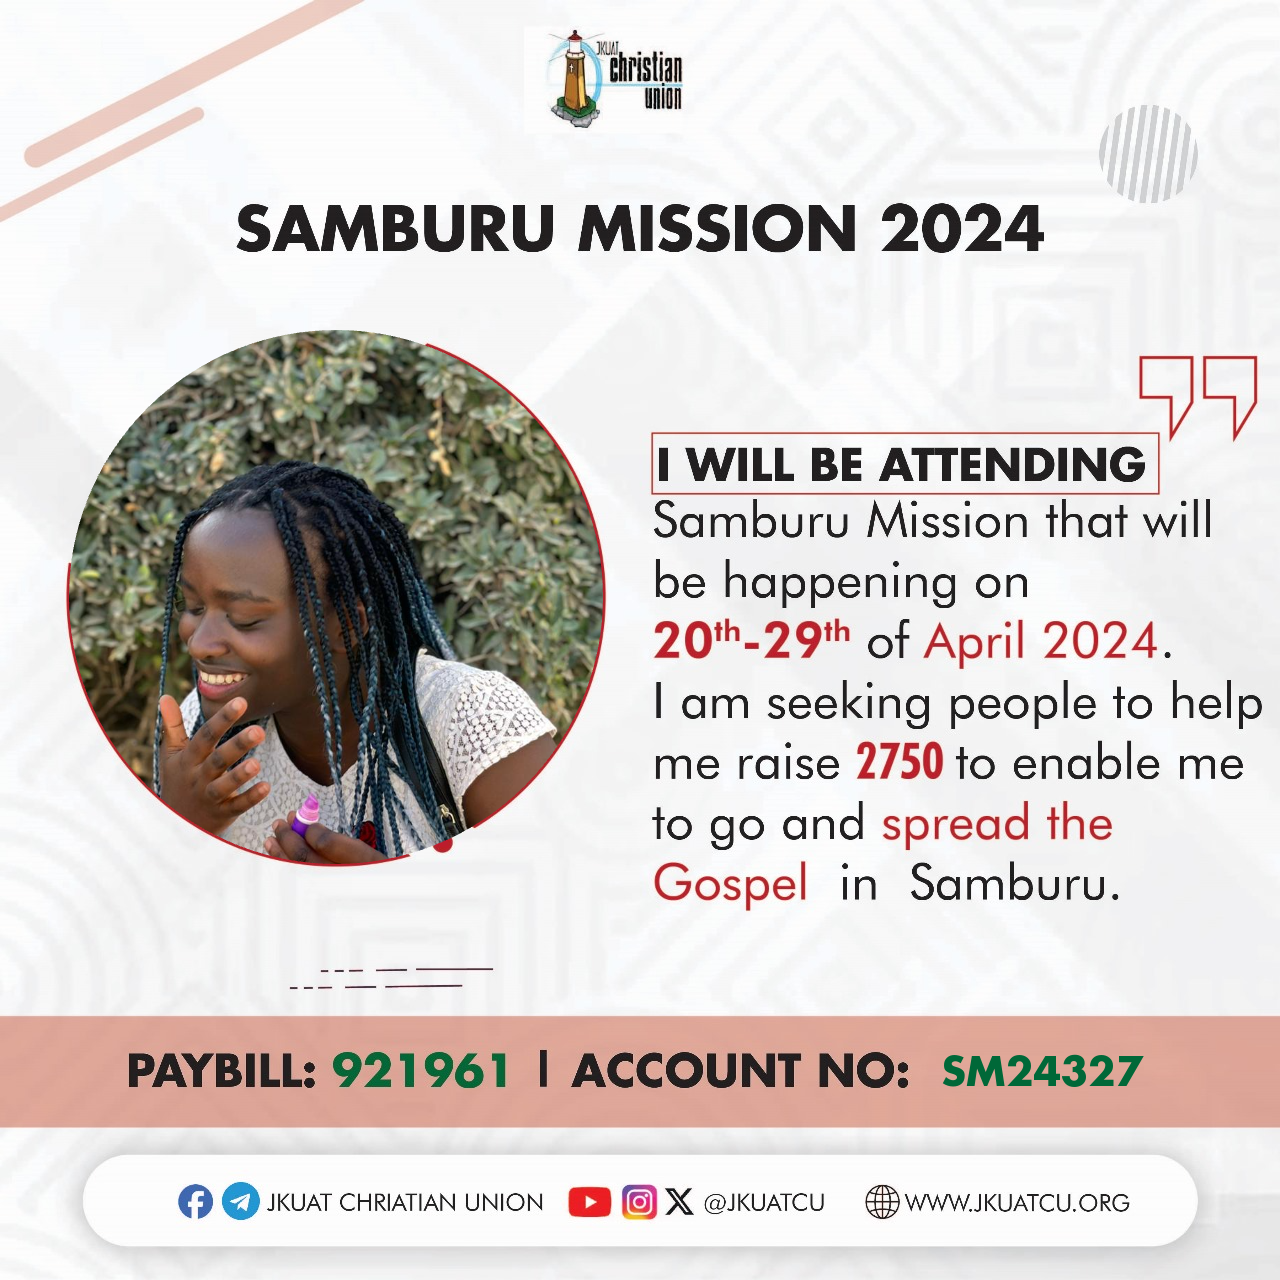 JKUAT
christian
union
SAMBURU MISSION 2024
I WILL BE ATTENDING
Samburu Mission that will
be happening on
20th-29th of April 2024.
I am seeking people to help
me raise 2750 to enable me
to go and spread the
Gospel in Samburu.
PAYBILL: 921961 | ACCOUNT NO: SM24327
JKUAT CHRIATIAN UNION @JKUATCU WWW.JKUATCU.ORG